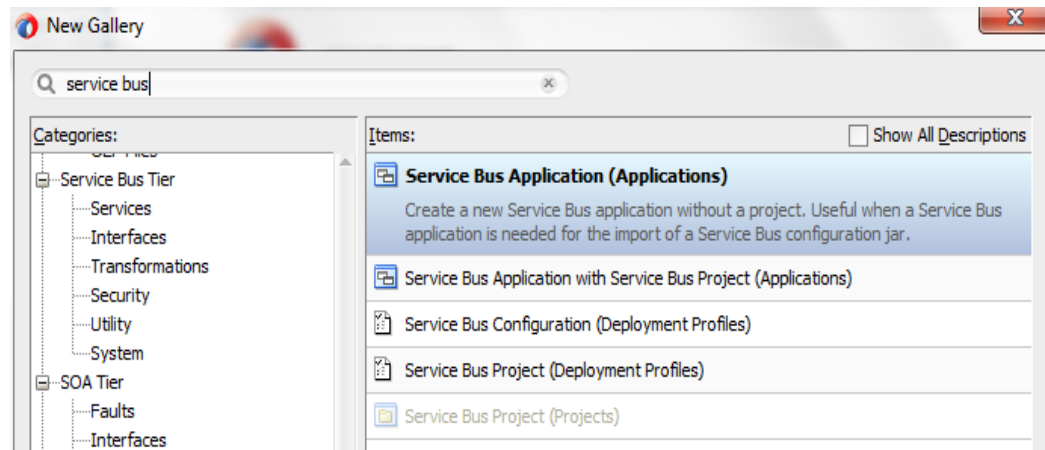 New Gallery
service bus
Categories:
Service Bus Tier
Services
Interfaces
Transformations
Security
Utility
System
SOA Tier
Faults
Interfaces
Items:
Show All Descriptions
Service Bus Application (Applications)
Create a new Service Bus application without a project. Useful when a Service Bus
application is needed for the import of a Service Bus configuration jar.
Service Bus Application with Service Bus Project (Applications)
Service Bus Configuration (Deployment Profiles)
Service Bus Project (Deployment Profiles)
Service Bus Project (Projects)